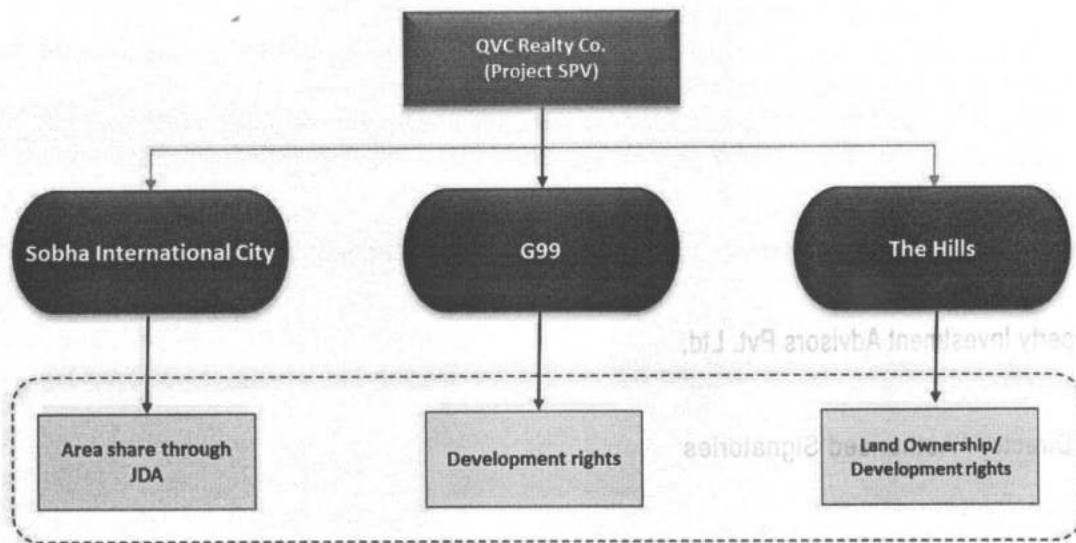 QVC Realty Co.
(Project SPV)
Sobha International City
G99
The Hills
Investment Advisors Pvt. Ltd.
Area share through
JDA
Development rights
Signatories
Land Ownership/
Development rights